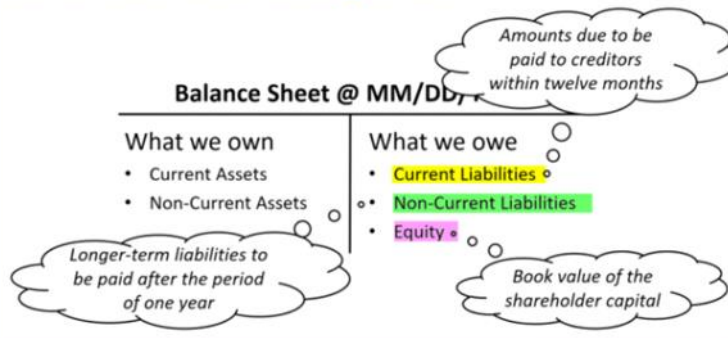 Amounts due to be
paid to creditors
within twelve months
Balance Sheet @ MM/DD/
What we own
• Current Assets
• Non-Current Assets
What we owe
• Current Liabilities
• Non-Current Liabilities
• Equity
Longer-term liabilities to
be paid after the period
of one year
Book value of the
shareholder capital